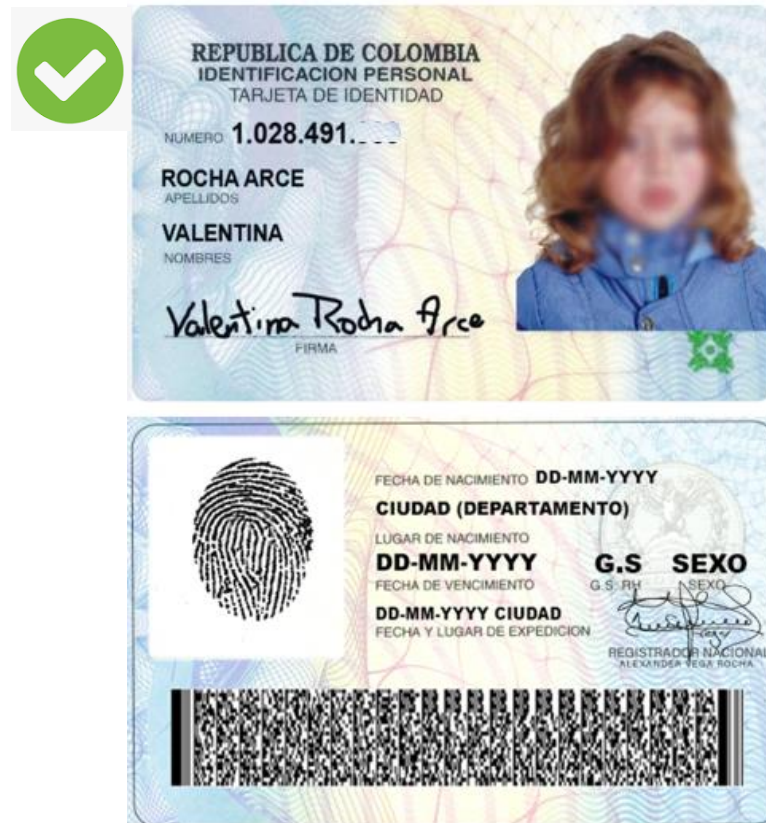 REPUBLICA DE COLOMBIA
IDENTIFICACION PERSONAL
TARJETA DE IDENTIDAD
NUMERO 1.028.491.
ROCHA ARCE
APELLIDOS
VALENTINA
NOMBRES
Valentina Rocha Arce
FIRMA
FECHA DE NACIMIENTO DD-MM-YYYY
CIUDAD (DEPARTAMENTO)
LUGAR DE NACIMIENTO
DD-MM-YYYY G.S SEXO
FECHA DE VENCIMIENTO G.S. RH SEXO
DD-MM-YYYY CIUDAD
FECHA Y LUGAR DE EXPEDICION
REGISTRADOR NACIONAL
ALEXANDER VEGA ROCHA